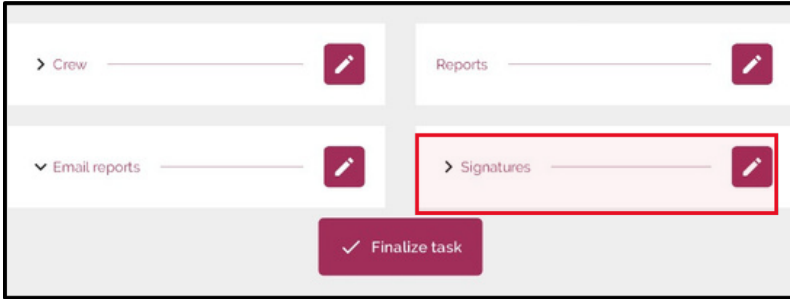 Crew
Reports
Email reports
Signatures
Finalize task